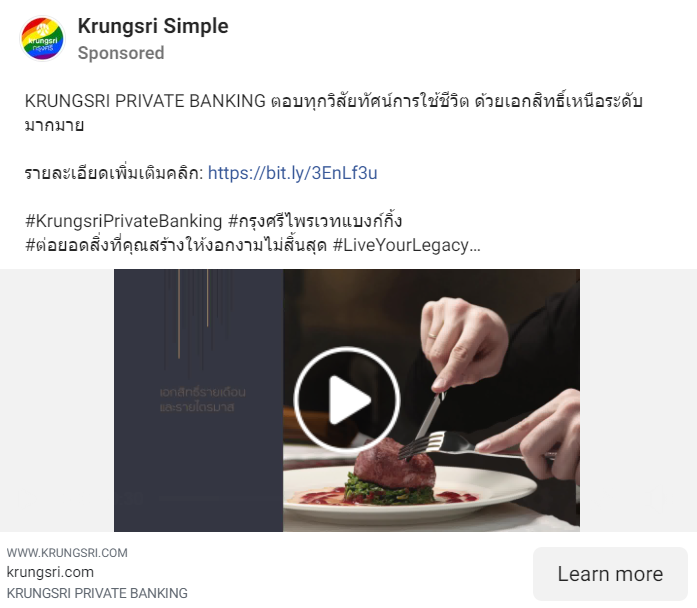 krungsri
กรุงศรี
Krungsri Simple
Sponsored
KRUNGSRI PRIVATE BANKING ตอบทุกวิสัยทัศน์การใช้ชีวิต ด้วยเอกสิทธิ์เหนือระดับ
มากมาย
รายละเอียดเพิ่มเติมคลิก: https://bit.ly/3EnLf3u
#KrungsriPrivateBanking #กรุงศรีไพรเวทแบงก์กิ้ง
#ต่อยอดสิ่งที่คุณสร้างให้งอกงามไม่สิ้นสุด #LiveYourLegacy...
เอกสิทธิ์รายเดือน
และรายไตรมาส
WWW.KRUNGSRI.COM
krungsri.com
KRUNGSRI PRIVATE BANKING
Learn more